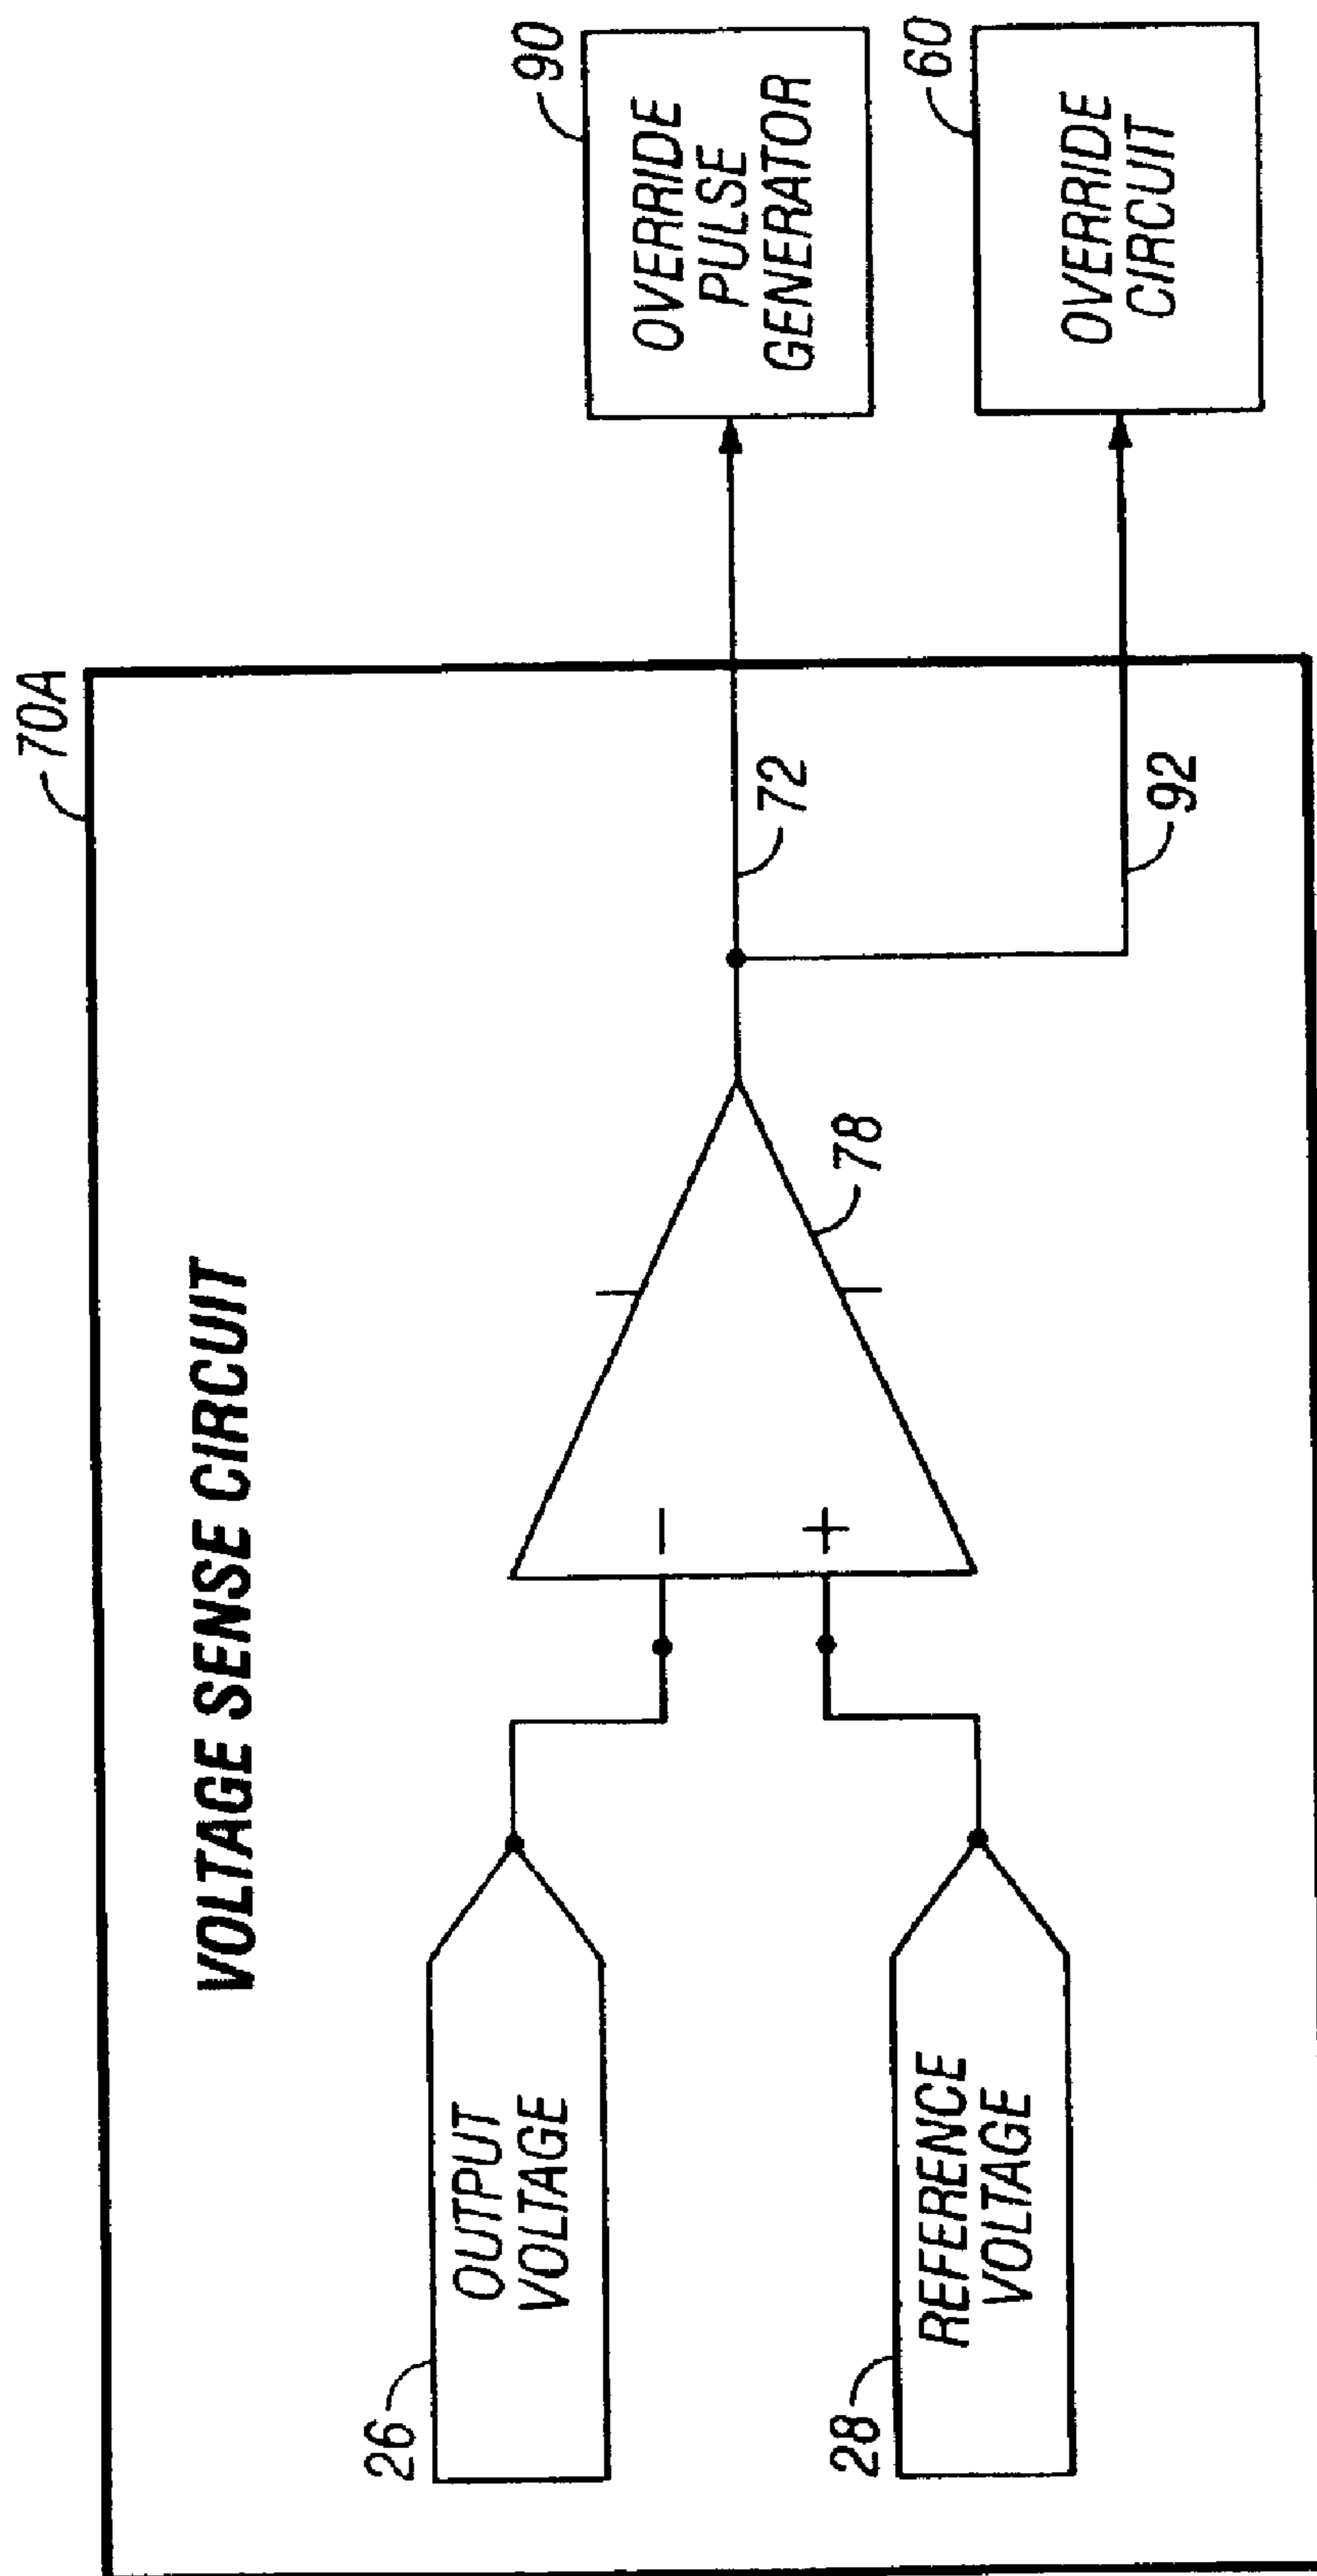 70A
VOLTAGE SENSE CIRCUIT
26
OUTPUT
VOLTAGE
28
REFERENCE
VOLTAGE
−
+
78
72
92
90
OVERRIDE
PULSE
GENERATOR
60
OVERRIDE
CIRCUIT